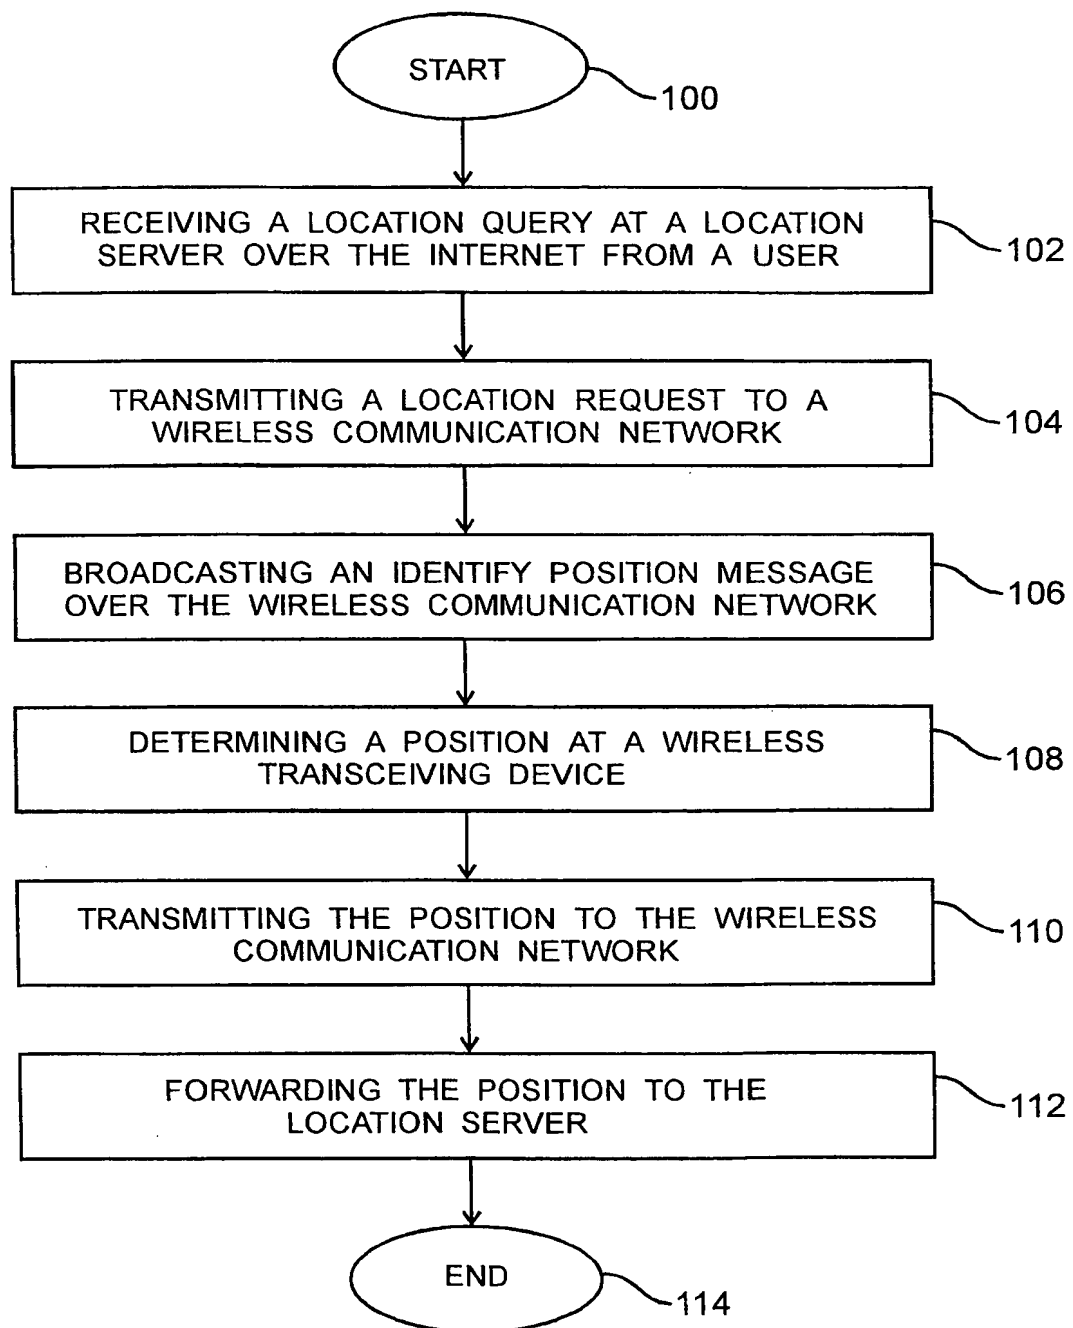 START
100
RECEIVING A LOCATION QUERY AT A LOCATION
SERVER OVER THE INTERNET FROM A USER
102
TRANSMITTING A LOCATION REQUEST TO A
WIRELESS COMMUNICATION NETWORK
104
BROADCASTING AN IDENTIFY POSITION MESSAGE
OVER THE WIRELESS COMMUNICATION NETWORK
106
DETERMINING A POSITION AT A WIRELESS
TRANSCEIVING DEVICE
108
TRANSMITTING THE POSITION TO THE WIRELESS
COMMUNICATION NETWORK
110
FORWARDING THE POSITION TO THE
LOCATION SERVER
112
END
114